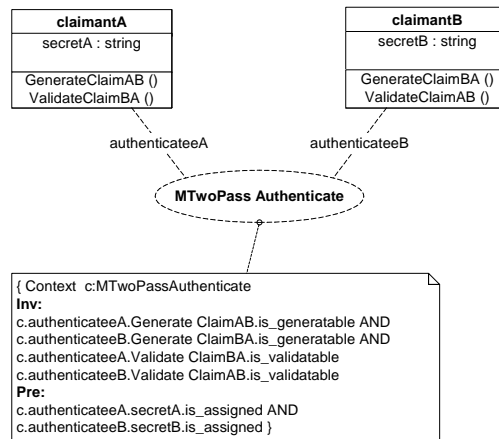 claimantA
secretA : string
GenerateClaimAB ()
ValidateClaimBA ()
claimantB
secretB : string
GenerateClaimBA ()
ValidateClaimAB ()
authenticateeA
authenticateeB
MTwoPass Authenticate
{ Context  c:MTwoPassAuthenticate
Inv:
c.authenticateeA.Generate ClaimAB.is_generatable AND
c.authenticateeB.Generate ClaimBA.is_generatable AND
c.authenticateeA.Validate ClaimBA.is_validatable
c.authenticateeB.Validate ClaimAB.is_validatable
Pre:
c.authenticateeA.secretA.is_assigned AND
c.authenticateeB.secretB.is_assigned }